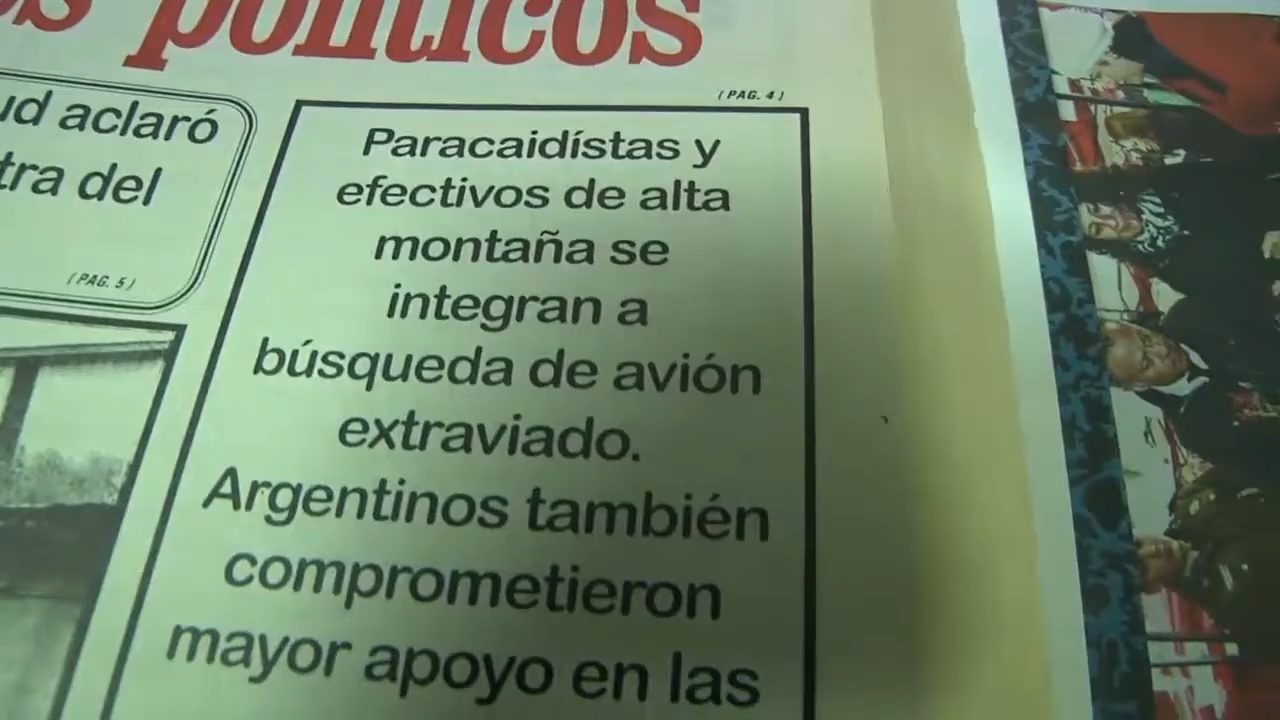 políticos
ud aclaró
tra del
( PAG. 5 )
( PAG. 4 )
Paracaidístas y
efectivos de alta
montaña se
integran a
búsqueda de avión
extraviado.
Argentinos también
comprometieron
mayor apoyo en las